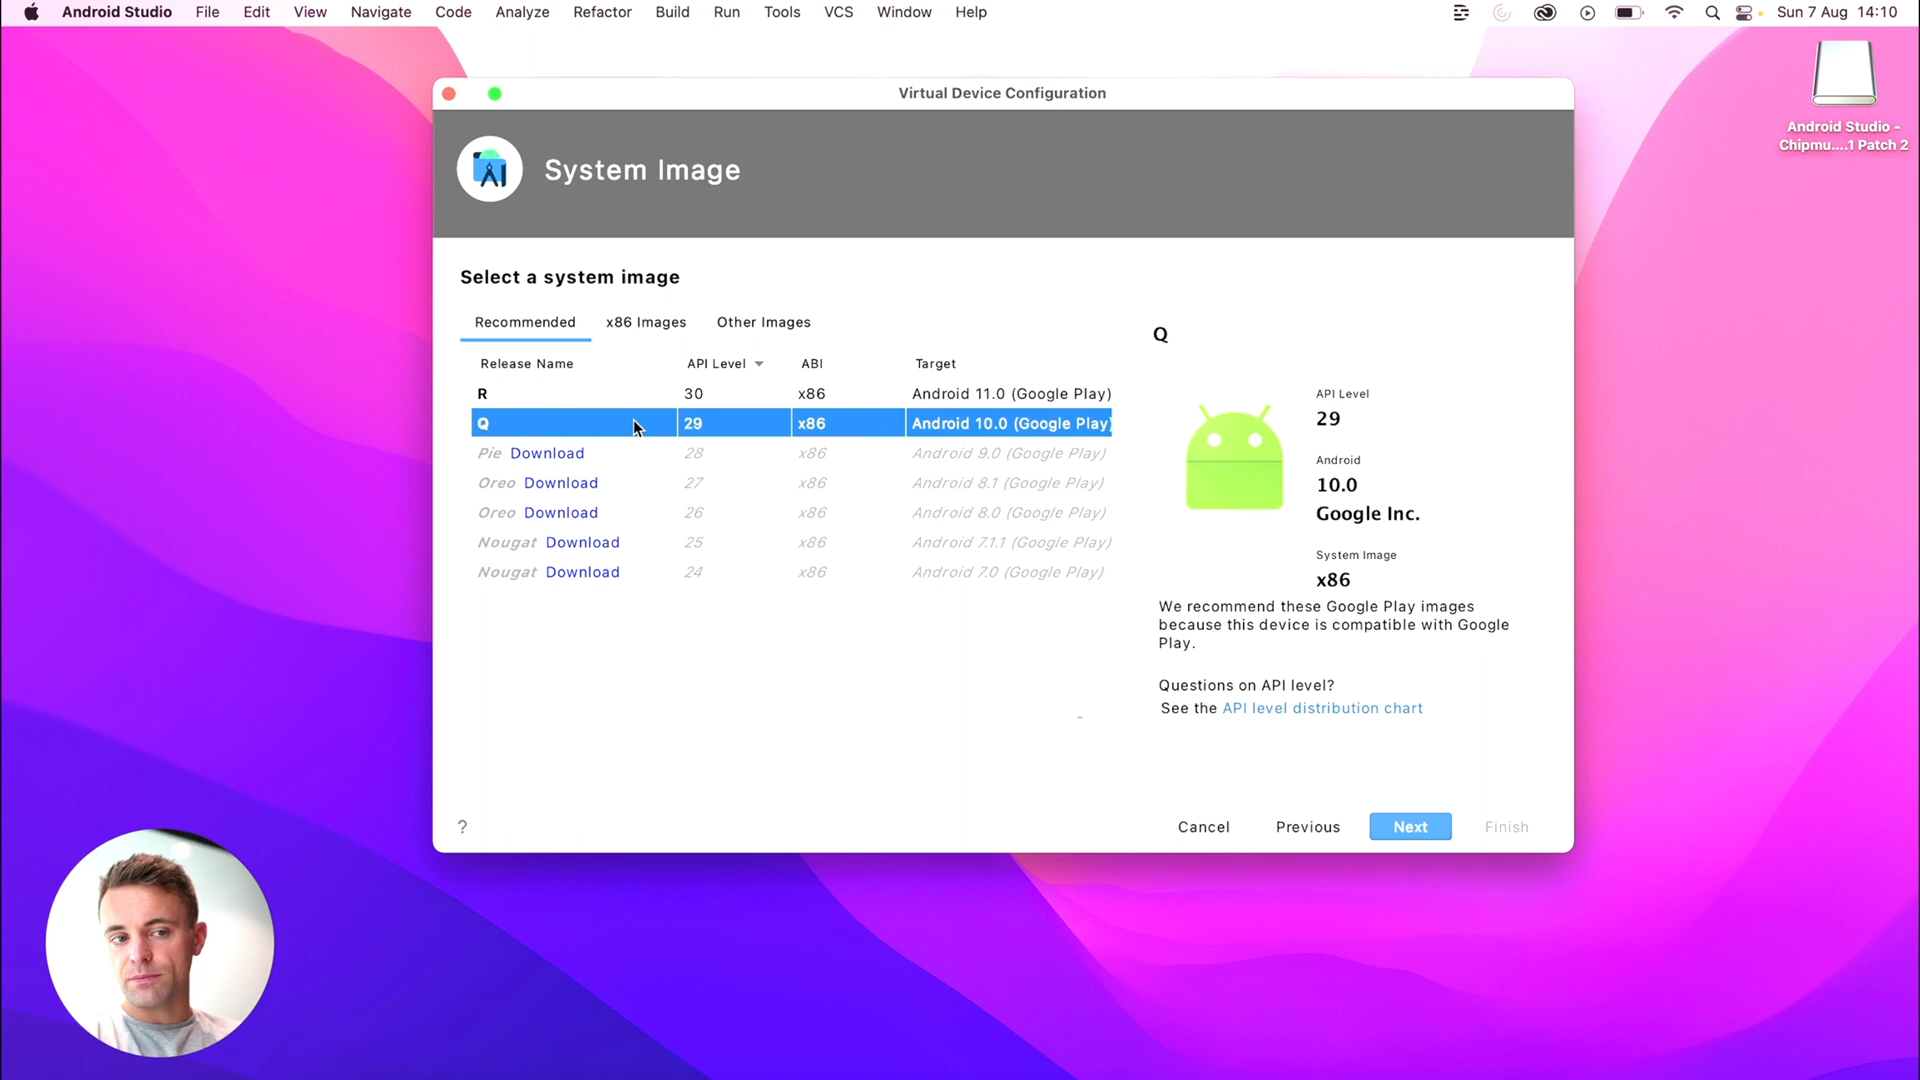 Android Studio File Edit View Navigate Code Analyze Refactor Build Run Tools VCS Window Help Sun 7 Aug 14:10
Android Studio -
Chipmu....1 Patch 2
Virtual Device Configuration
System Image
Select a system image
Recommended x86 Images Other Images
Release Name API Level ABI Target
R 30 x86 Android 11.0 (Google Play)
Q 29 x86 Android 10.0 (Google Play)
Pie Download 28 x86 Android 9.0 (Google Play)
Oreo Download 27 x86 Android 8.1 (Google Play)
Oreo Download 26 x86 Android 8.0 (Google Play)
Nougat Download 25 x86 Android 7.1.1 (Google Play)
Nougat Download 24 x86 Android 7.0 (Google Play)
Q
API Level
29
Android
10.0
Google Inc.
System Image
x86
We recommend these Google Play images
because this device is compatible with Google
Play.
Questions on API level?
See the API level distribution chart
? Cancel Previous Next Finish